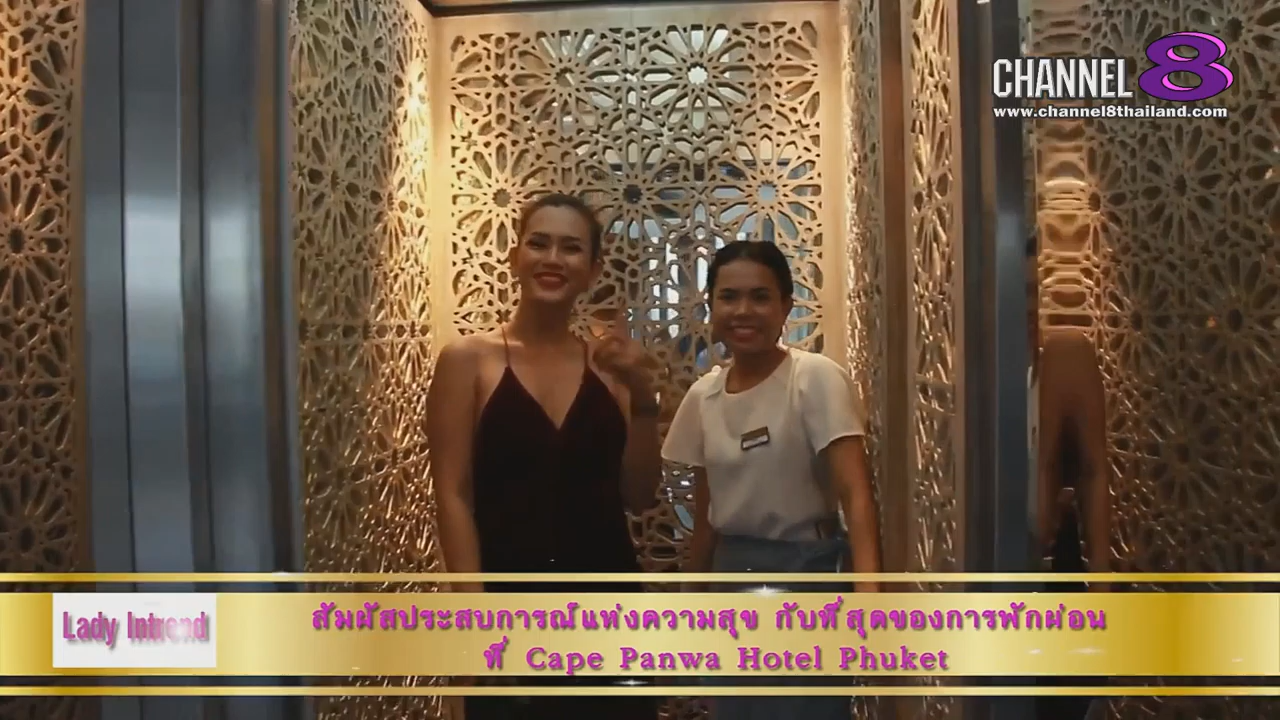 CHANNEL 8
www.channel8thailand.com
Lady Intrend
สัมผัสประสบการณ์แห่งความสุข กับที่สุดของการพักผ่อน
ที่ Cape Panwa Hotel Phuket